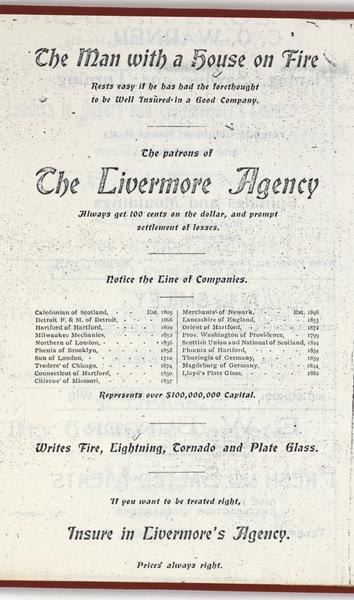 The Man with a House on Fire
Rests easy if he has had the forethought
to be Well Insured in a Good Company.
The patrons of
The Livermore Agency
Always get 100 cents on the dollar, and prompt
settlement of losses.
Notice the Line of Companies.
Caledonian of Scotland, Est. 1805
Detroit F. & M. of Detroit, 1866
Hartford of Hartford, 1810
Milwaukee Mechanics, 1852
Northern of London, 1836
Phenix of Brooklyn, 1853
Sun of London, 1710
Traders' of Chicago, 1874
Connecticut of Hartford, 1850
Citizens' of Missouri, 1837
Merchants of Newark, Est. 1858
Lancashire of England, 1853
Orient of Hartford, 1872
Prov. Washington of Providence, 1799
Scottish Union and National of Scotland, 1824
Phœnix of Hartford, 1854
Thuringia of Germany, 1859
Magdeburg of Germany, 1844
Lloyd's Plate Glass, 1882
Represents over $100,000,000 Capital.
Writes Fire, Lightning, Tornado and Plate Glass.
If you want to be treated right,
Insure in Livermore's Agency.
Prices always right.